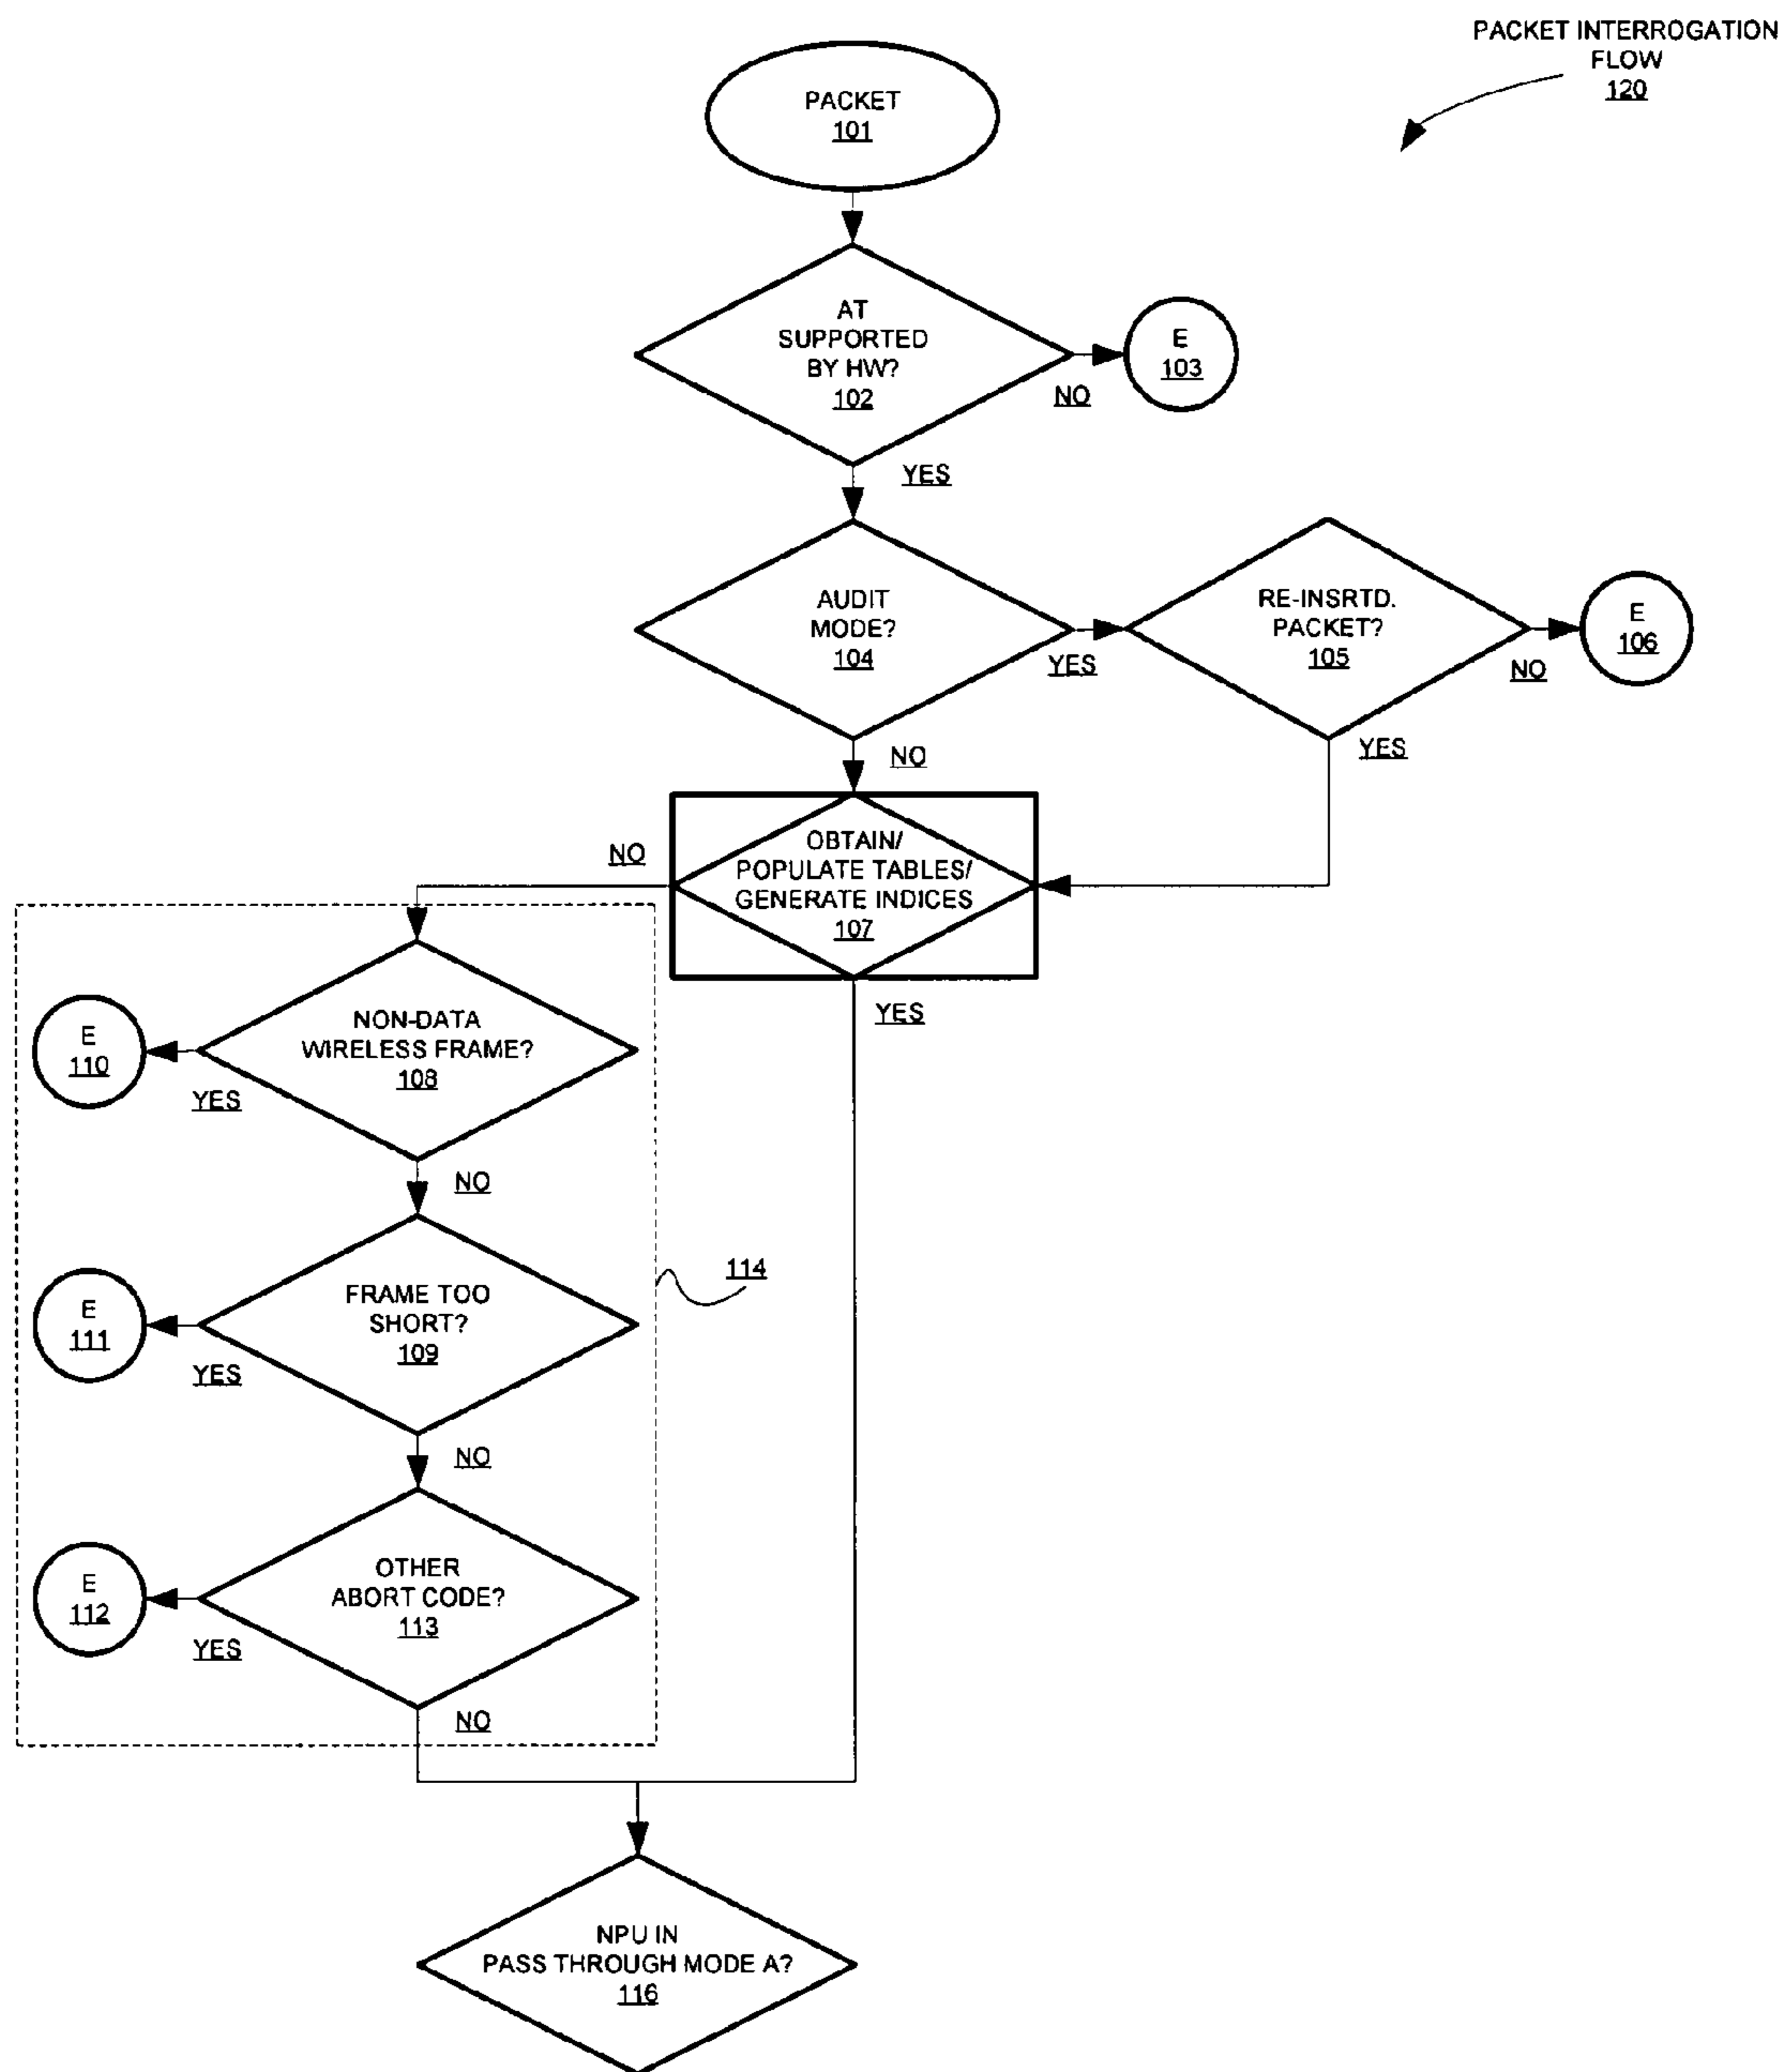 PACKET INTERROGATION
FLOW
120
PACKET
101
AT
SUPPORTED
BY HW?
102
NO
E
103
YES
AUDIT
MODE?
104
YES
RE-INSRTD.
PACKET?
105
NO
E
106
YES
NO
OBTAIN/
POPULATE TABLES/
GENERATE INDICES
107
NO
YES
NON-DATA
WIRELESS FRAME?
108
E
110
YES
NO
114
FRAME TOO
SHORT?
109
E
111
YES
NO
OTHER
ABORT CODE?
113
E
112
YES
NO
NPU IN
PASS THROUGH MODE A?
116